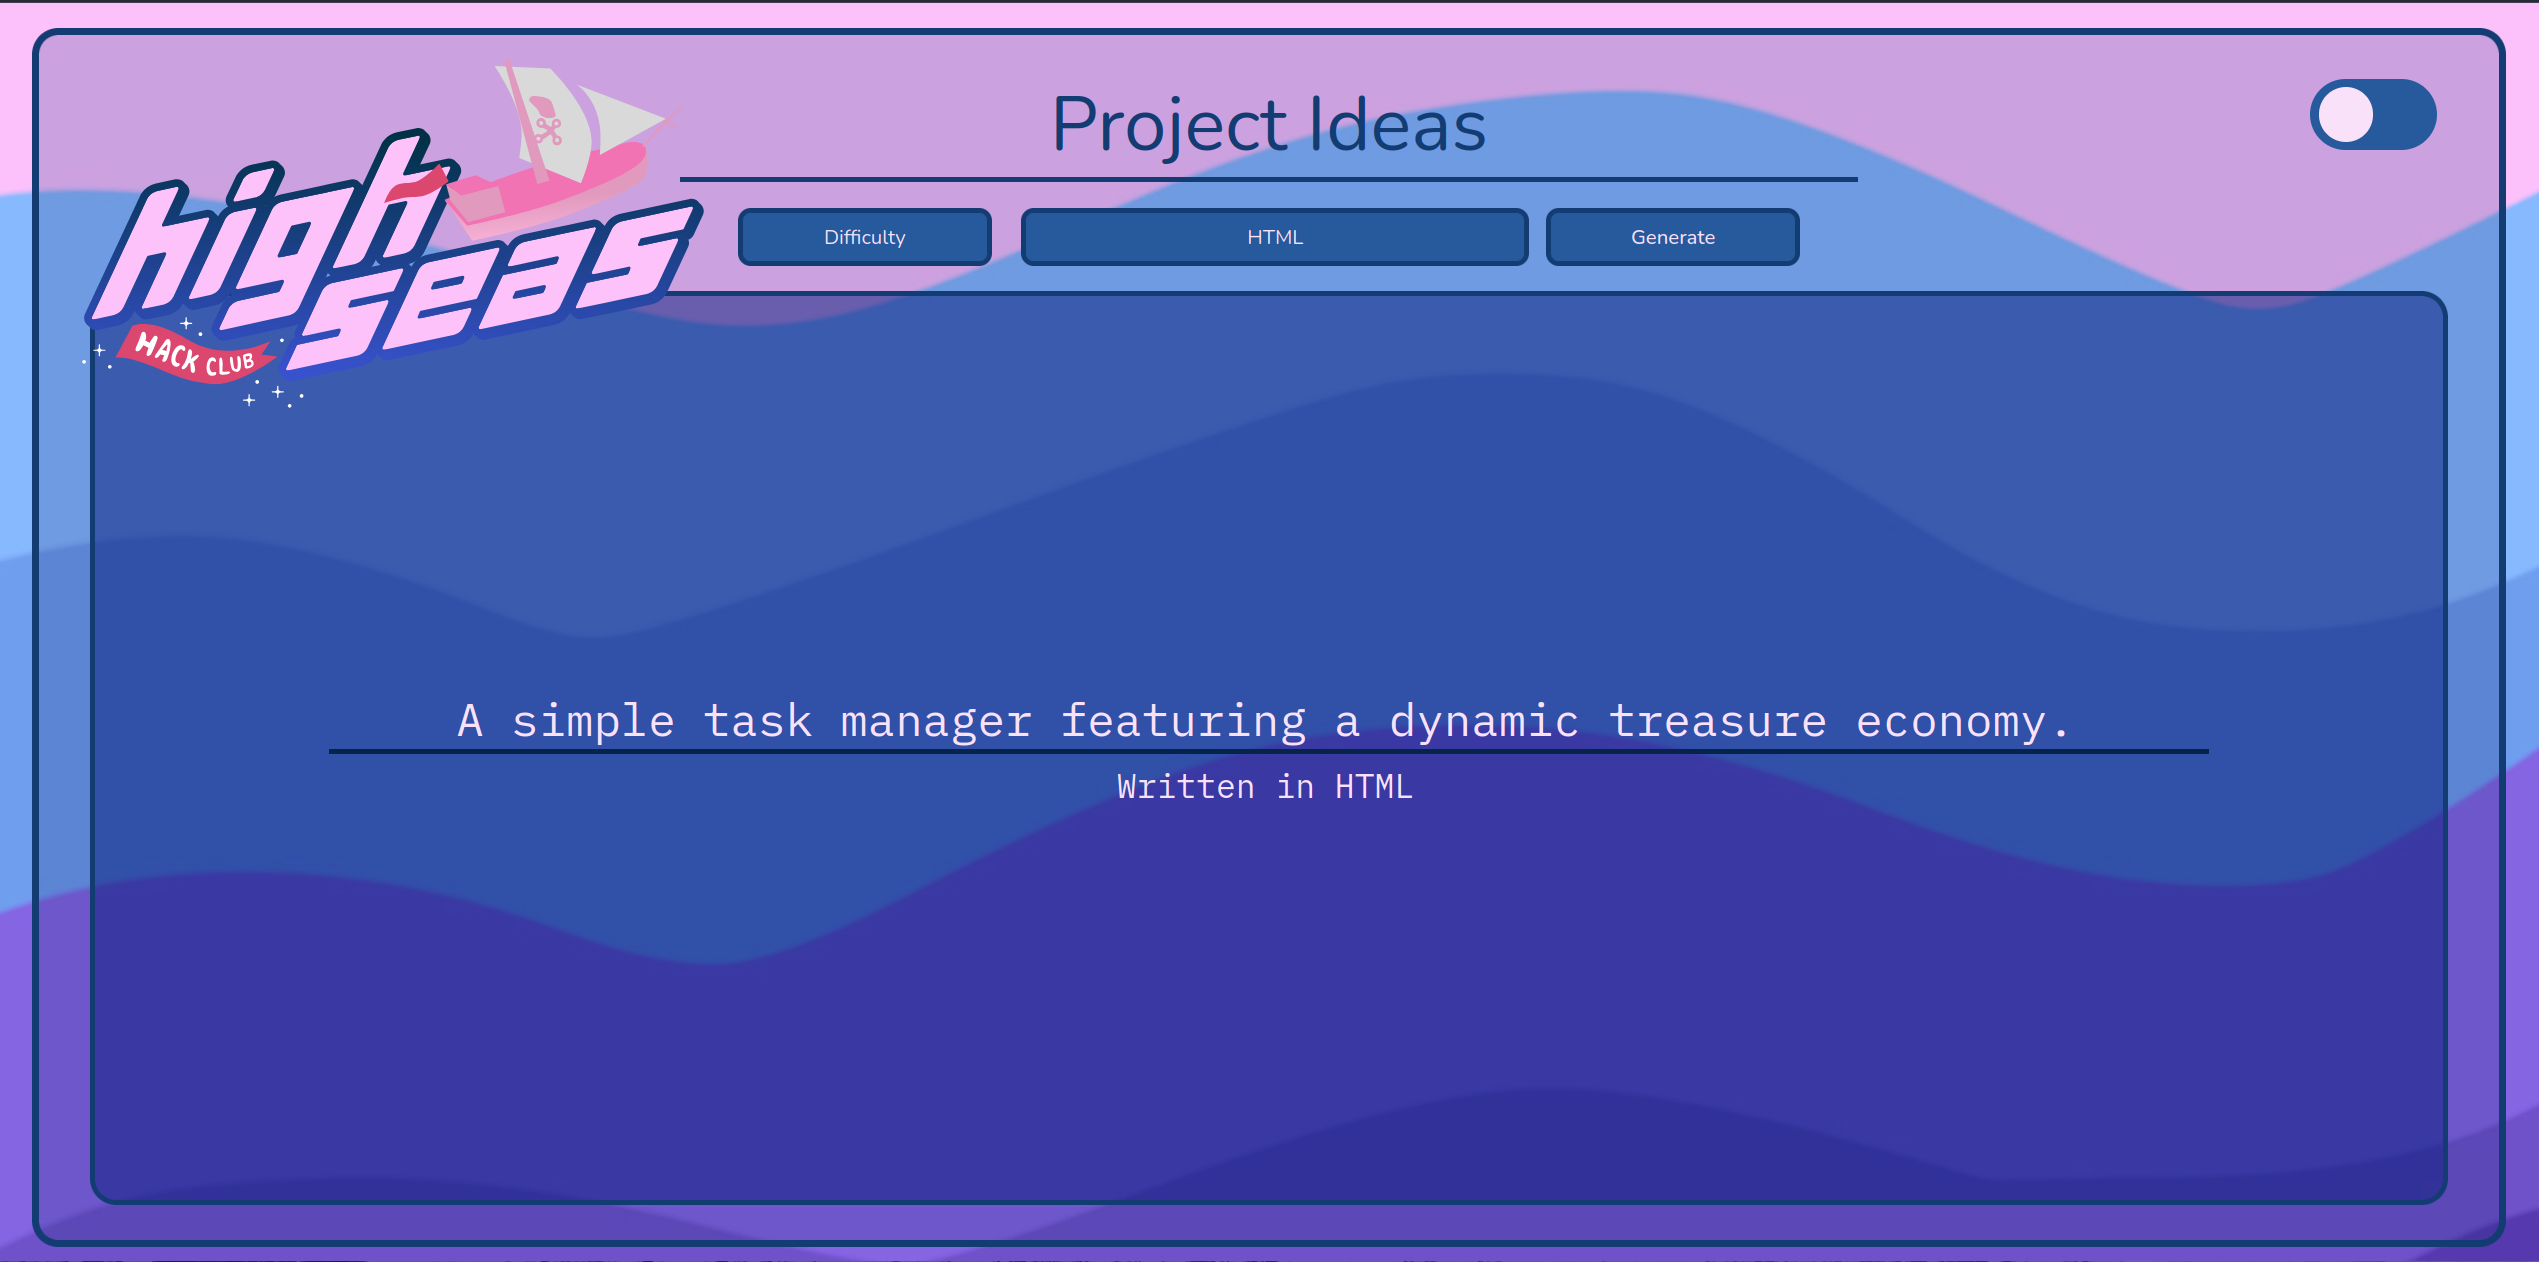 high
seas
HACK CLUB
Project Ideas
Difficulty
HTML
Generate
A simple task manager featuring a dynamic treasure economy.
Written in HTML